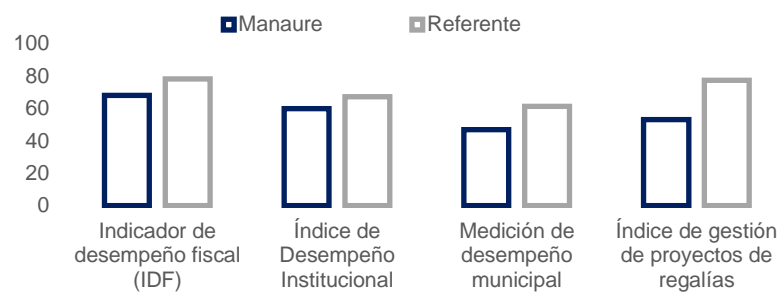 Manaure Referente
100
80
60
40
20
0
Indicador de
desempeño fiscal
(IDF)
Índice de
Desempeño
Institucional
Medición de
desempeño
municipal
Índice de gestión
de proyectos de
regalías